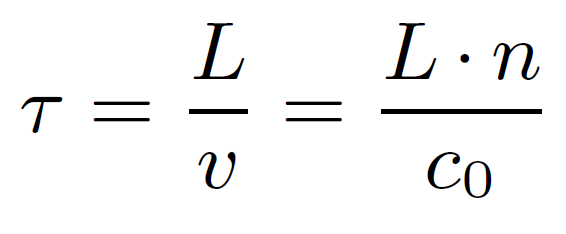 τ = L/v = L · n/c₀